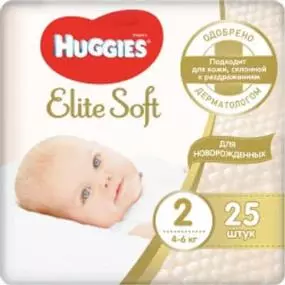 HUGGIES
Elite Soft
ОДОБРЕНО
Подходит
для кожи, склонной
к раздражениям
ДЕРМАТОЛОГОМ
ДЛЯ
НОВОРОЖДЕННЫХ
2
4-6 кг
25
штук